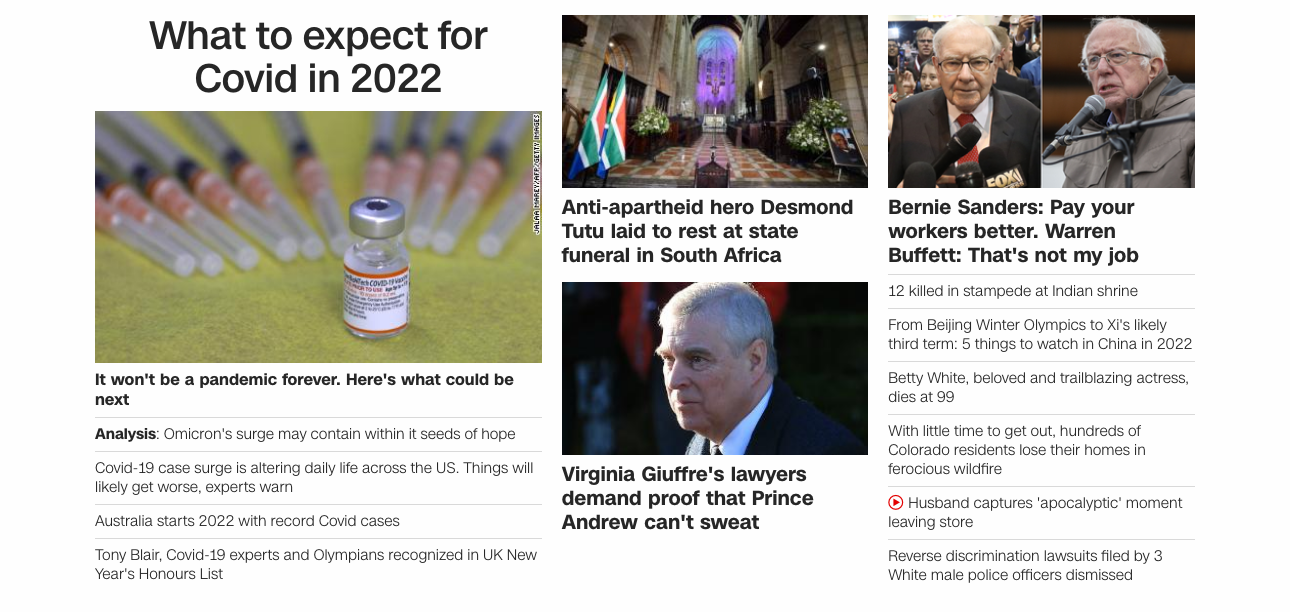 What to expect for
Covid in 2022
JALAA MAREY/AFP/GETTY IMAGES
COVID-19 Vaccine
It won't be a pandemic forever. Here's what could be
next
Analysis: Omicron's surge may contain within it seeds of hope
Covid-19 case surge is altering daily life across the US. Things will
likely get worse, experts warn
Australia starts 2022 with record Covid cases
Tony Blair, Covid-19 experts and Olympians recognized in UK New
Year's Honours List
Anti-apartheid hero Desmond
Tutu laid to rest at state
funeral in South Africa
Virginia Giuffre's lawyers
demand proof that Prince
Andrew can't sweat
FOX
Bernie Sanders: Pay your
workers better. Warren
Buffett: That's not my job
12 killed in stampede at Indian shrine
From Beijing Winter Olympics to Xi's likely
third term: 5 things to watch in China in 2022
Betty White, beloved and trailblazing actress,
dies at 99
With little time to get out, hundreds of
Colorado residents lose their homes in
ferocious wildfire
Husband captures 'apocalyptic' moment
leaving store
Reverse discrimination lawsuits filed by 3
White male police officers dismissed